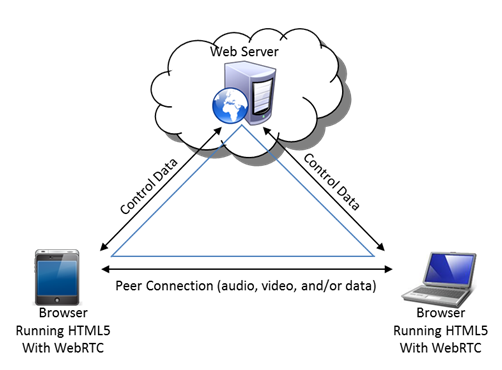 Web Server
Control Data
Control Data
Peer Connection (audio, video, and/or data)
Browser
Running HTML5
With WebRTC
Browser
Running HTML5
With WebRTC